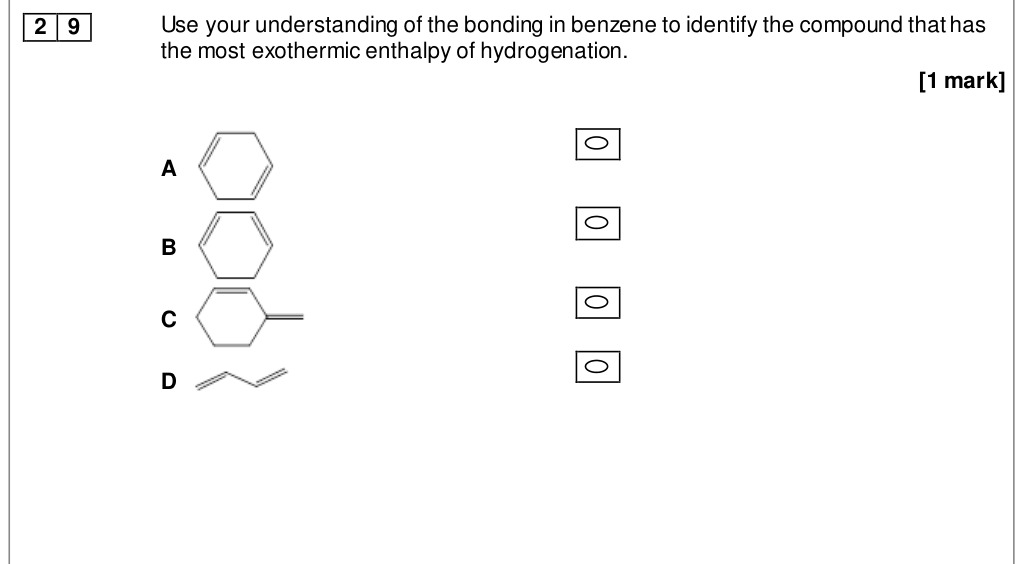 2 9 Use your understanding of the bonding in benzene to identify the compound that has
the most exothermic enthalpy of hydrogenation.
[1 mark]
A
B
C
D